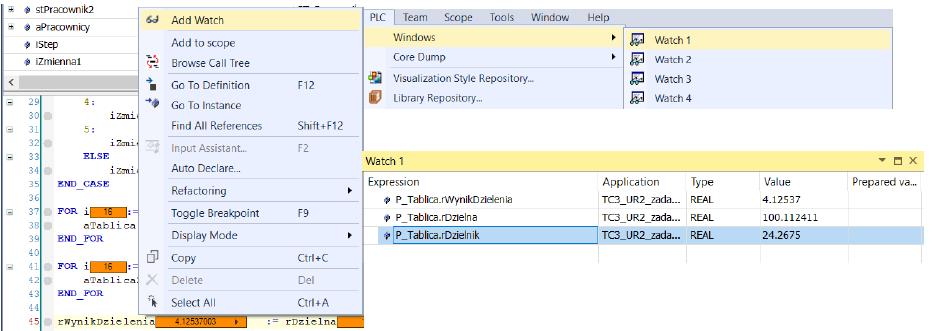 stPracownik2
aPracownicy
iStep
iZmienna1
29 4:
30
31 5:
32
33 ELSE
34
35 END_CASE
36
37 FOR i 16 :=
38
39 END_FOR
40
41 FOR i 16 :=
42
43 END_FOR
44
45 rWynikDzielenia 4.12537003 := rDzielna
Add Watch
Add to scope
Browse Call Tree
Go To Definition F12
Go To Instance
Find All References Shift+F12
Input Assistant... F2
Auto Declare...
Refactoring
Toggle Breakpoint F9
Display Mode
Copy Ctrl+C
Delete Del
Select All Ctrl+A
PLC Team Scope Tools Window Help
Windows
Core Dump
Visualization Style Repository...
Library Repository...
Watch 1
Watch 2
Watch 3
Watch 4
Watch 1
Expression Application Type Value Prepared va...
P_Tablica.rWynikDzielenia TC3_UR2_zada... REAL 4.12537
P_Tablica.rDzielna TC3_UR2_zada... REAL 100.112411
P_Tablica.rDzielnik TC3_UR2_zada... REAL 24.2675